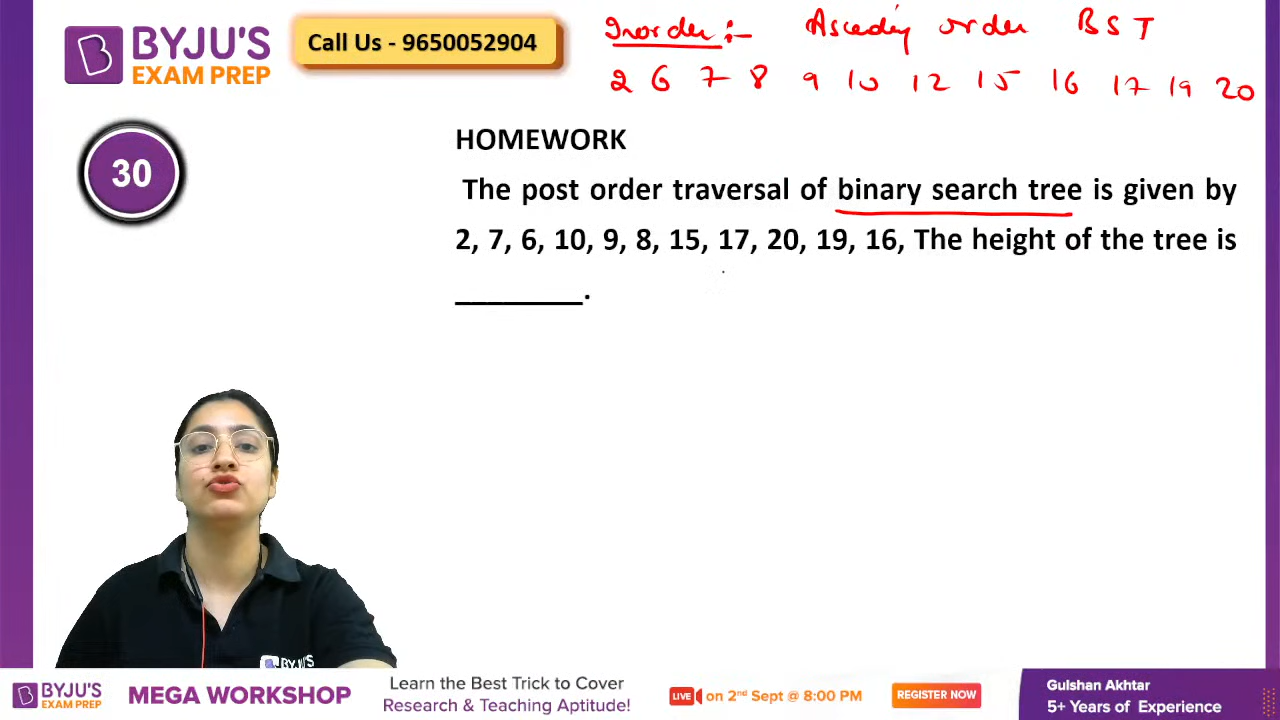 BYJU'S
EXAM PREP
Call Us - 9650052904
Inorder :-
Ascediy order BST
2 6 7 8 9 10 12 15 16 17 19 20
30
HOMEWORK
The post order traversal of binary search tree is given by
2, 7, 6, 10, 9, 8, 15, 17, 20, 19, 16, The height of the tree is
________.
BYJU'S
BYJU'S
EXAM PREP
MEGA WORKSHOP
Learn the Best Trick to Cover
Research & Teaching Aptitude!
LIVE
on 2nd Sept @ 8:00 PM
REGISTER NOW
Gulshan Akhtar
5+ Years of Experience